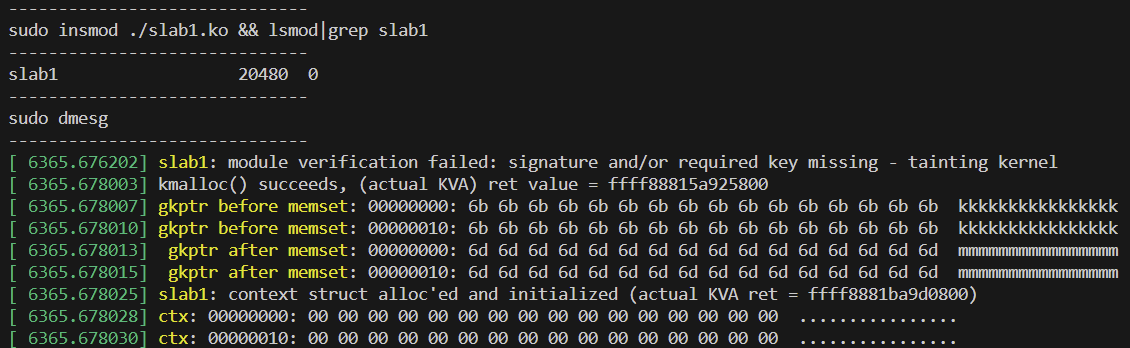 ------------------------------
sudo insmod ./slab1.ko && lsmod|grep slab1
------------------------------
slab1                  20480  0
------------------------------
sudo dmesg
------------------------------
[ 6365.676202] slab1: module verification failed: signature and/or required key missing - tainting kernel
[ 6365.678003] kmalloc() succeeds, (actual KVA) ret value = ffff88815a925800
[ 6365.678007] gkptr before memset: 00000000: 6b 6b 6b 6b 6b 6b 6b 6b 6b 6b 6b 6b 6b 6b 6b 6b  kkkkkkkkkkkkkkkk
[ 6365.678010] gkptr before memset: 00000010: 6b 6b 6b 6b 6b 6b 6b 6b 6b 6b 6b 6b 6b 6b 6b 6b  kkkkkkkkkkkkkkkk
[ 6365.678013]  gkptr after memset: 00000000: 6d 6d 6d 6d 6d 6d 6d 6d 6d 6d 6d 6d 6d 6d 6d 6d  mmmmmmmmmmmmmmmm
[ 6365.678015]  gkptr after memset: 00000010: 6d 6d 6d 6d 6d 6d 6d 6d 6d 6d 6d 6d 6d 6d 6d 6d  mmmmmmmmmmmmmmmm
[ 6365.678025] slab1: context struct alloc'ed and initialized (actual KVA ret = ffff8881ba9d0800)
[ 6365.678028] ctx: 00000000: 00 00 00 00 00 00 00 00 00 00 00 00 00 00 00 00  ................
[ 6365.678030] ctx: 00000010: 00 00 00 00 00 00 00 00 00 00 00 00 00 00 00 00  ................